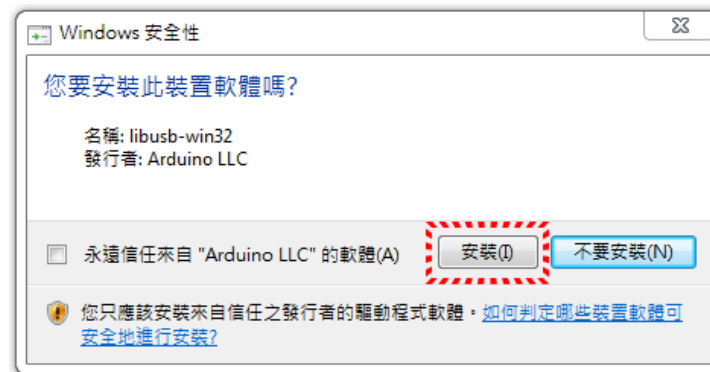 Windows 安全性
您要安裝此裝置軟體嗎?
名稱: libusb-win32
發行者: Arduino LLC
永遠信任來自 "Arduino LLC" 的軟體(A)
安裝(I)
不要安裝(N)
您只應該安裝來自信任之發行者的驅動程式軟體。如何判定哪些裝置軟體可
安全地進行安裝?